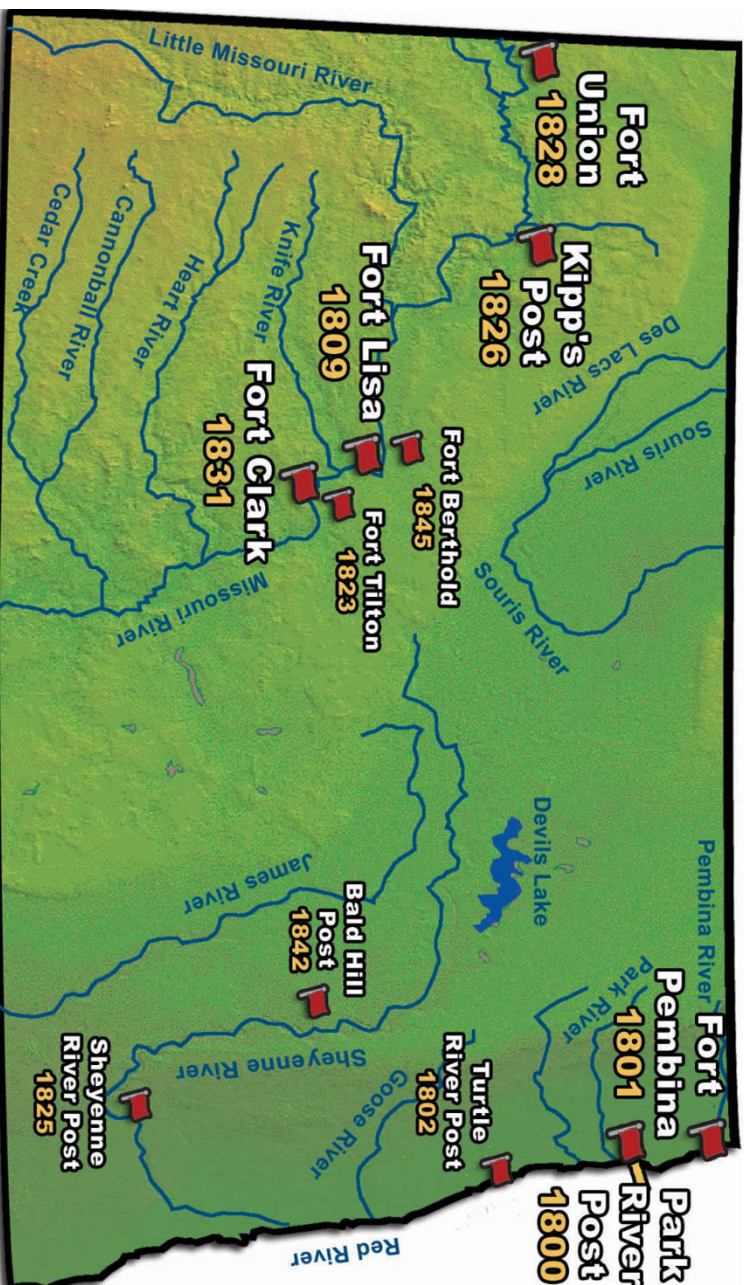 Little Missouri River
Fort
Union
1828
Kipp's
Post
1826
Des Lacs River
Souris River
Souris River
Cedar Creek
Cannonball River
Heart River
Knife River
Fort Lisa
1809
Fort Clark
1831
Fort Berthold
1845
Fort Tilton
1823
Missouri River
Devils Lake
James River
Bald Hill
Post
1842
Sheyenne River
Sheyenne
River Post
1825
Goose River
Turtle
River Post
1802
Park River
Pembina River
Fort
Pembina
1801
Park
River
Post
1800
Red River